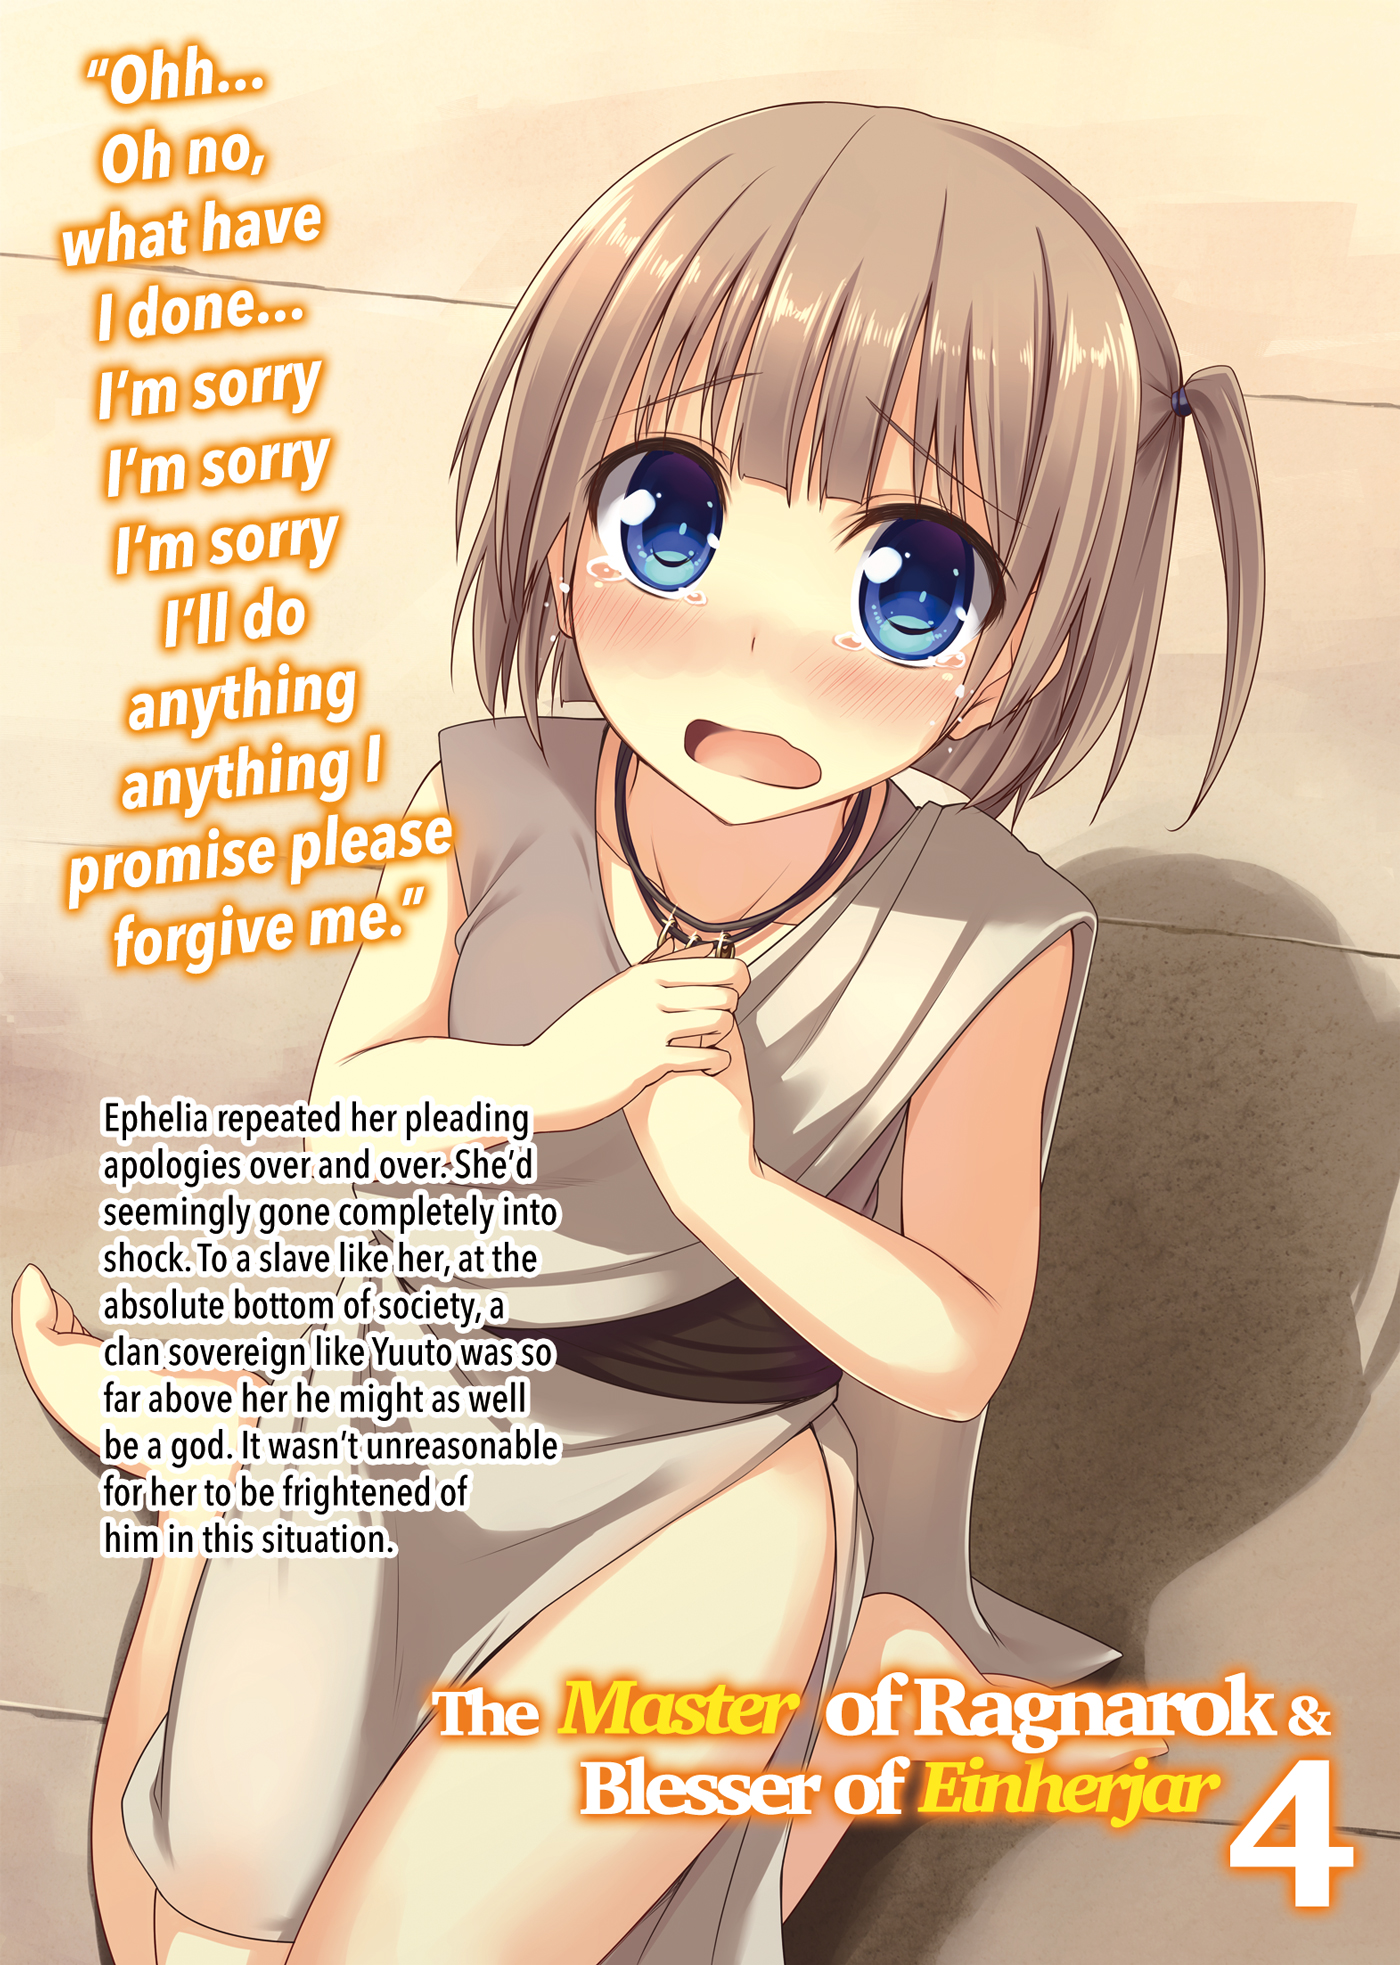 “Ohh...
Oh no,
what have
I done...
I’m sorry
I’m sorry
I’m sorry
I’ll do
anything
anything I
promise please
forgive me.”
Ephelia repeated her pleading
apologies over and over. She’d
seemingly gone completely into
shock. To a slave like her, at the
absolute bottom of society, a
clan sovereign like Yuuto was so
far above her he might as well
be a god. It wasn’t unreasonable
for her to be frightened of
him in this situation.
The Master of Ragnarok &
Blesser of Einherjar
4